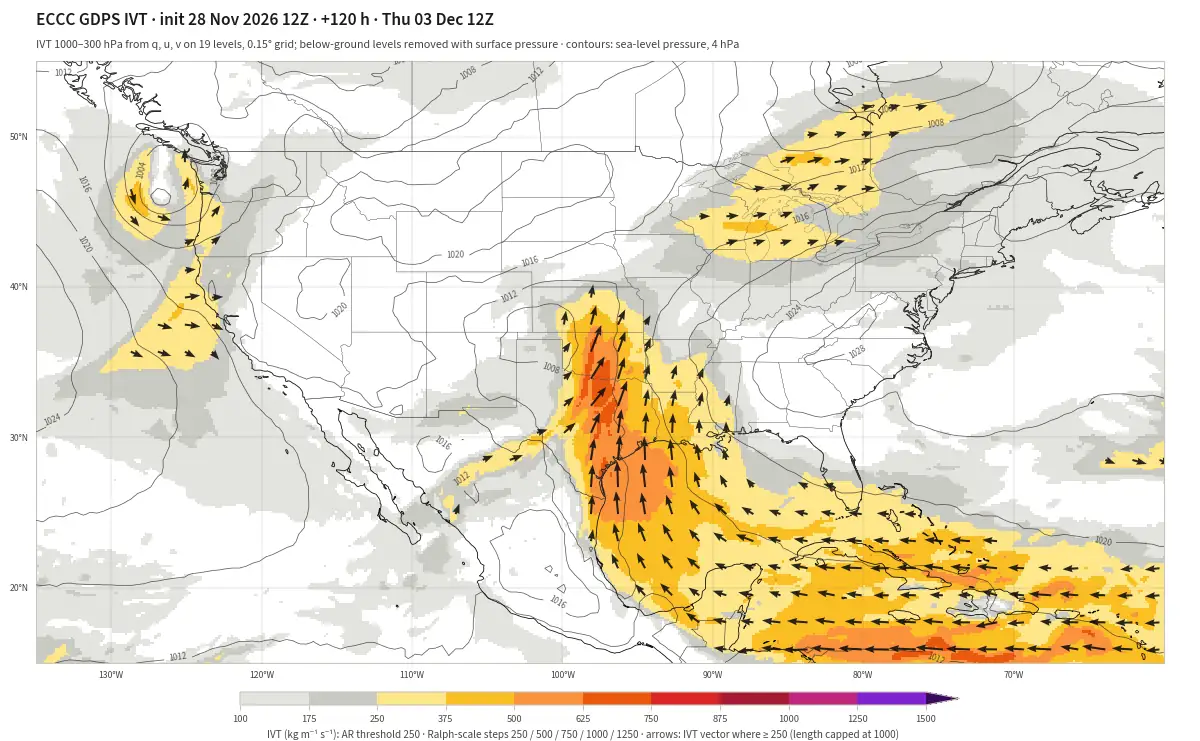 ECCC GDPS IVT · init 28 Nov 2026 12Z · +120 h · Thu 03 Dec 12Z
IVT 1000–300 hPa from q, u, v on 19 levels, 0.15° grid; below-ground levels removed with surface pressure · contours: sea-level pressure, 4 hPa
1012
1008
1012
1008
50°N
1004
1012
1016
1016
1020
1020
1016
40°N
1012
1020
1024
1008
1028
1024
30°N
1016
1012
1020
20°N
1016
1012
1012
130°W 120°W 110°W 100°W 90°W 80°W 70°W
100 175 250 375 500 625 750 875 1000 1250 1500
IVT (kg m⁻¹ s⁻¹): AR threshold 250 · Ralph-scale steps 250 / 500 / 750 / 1000 / 1250 · arrows: IVT vector where ≥ 250 (length capped at 1000)